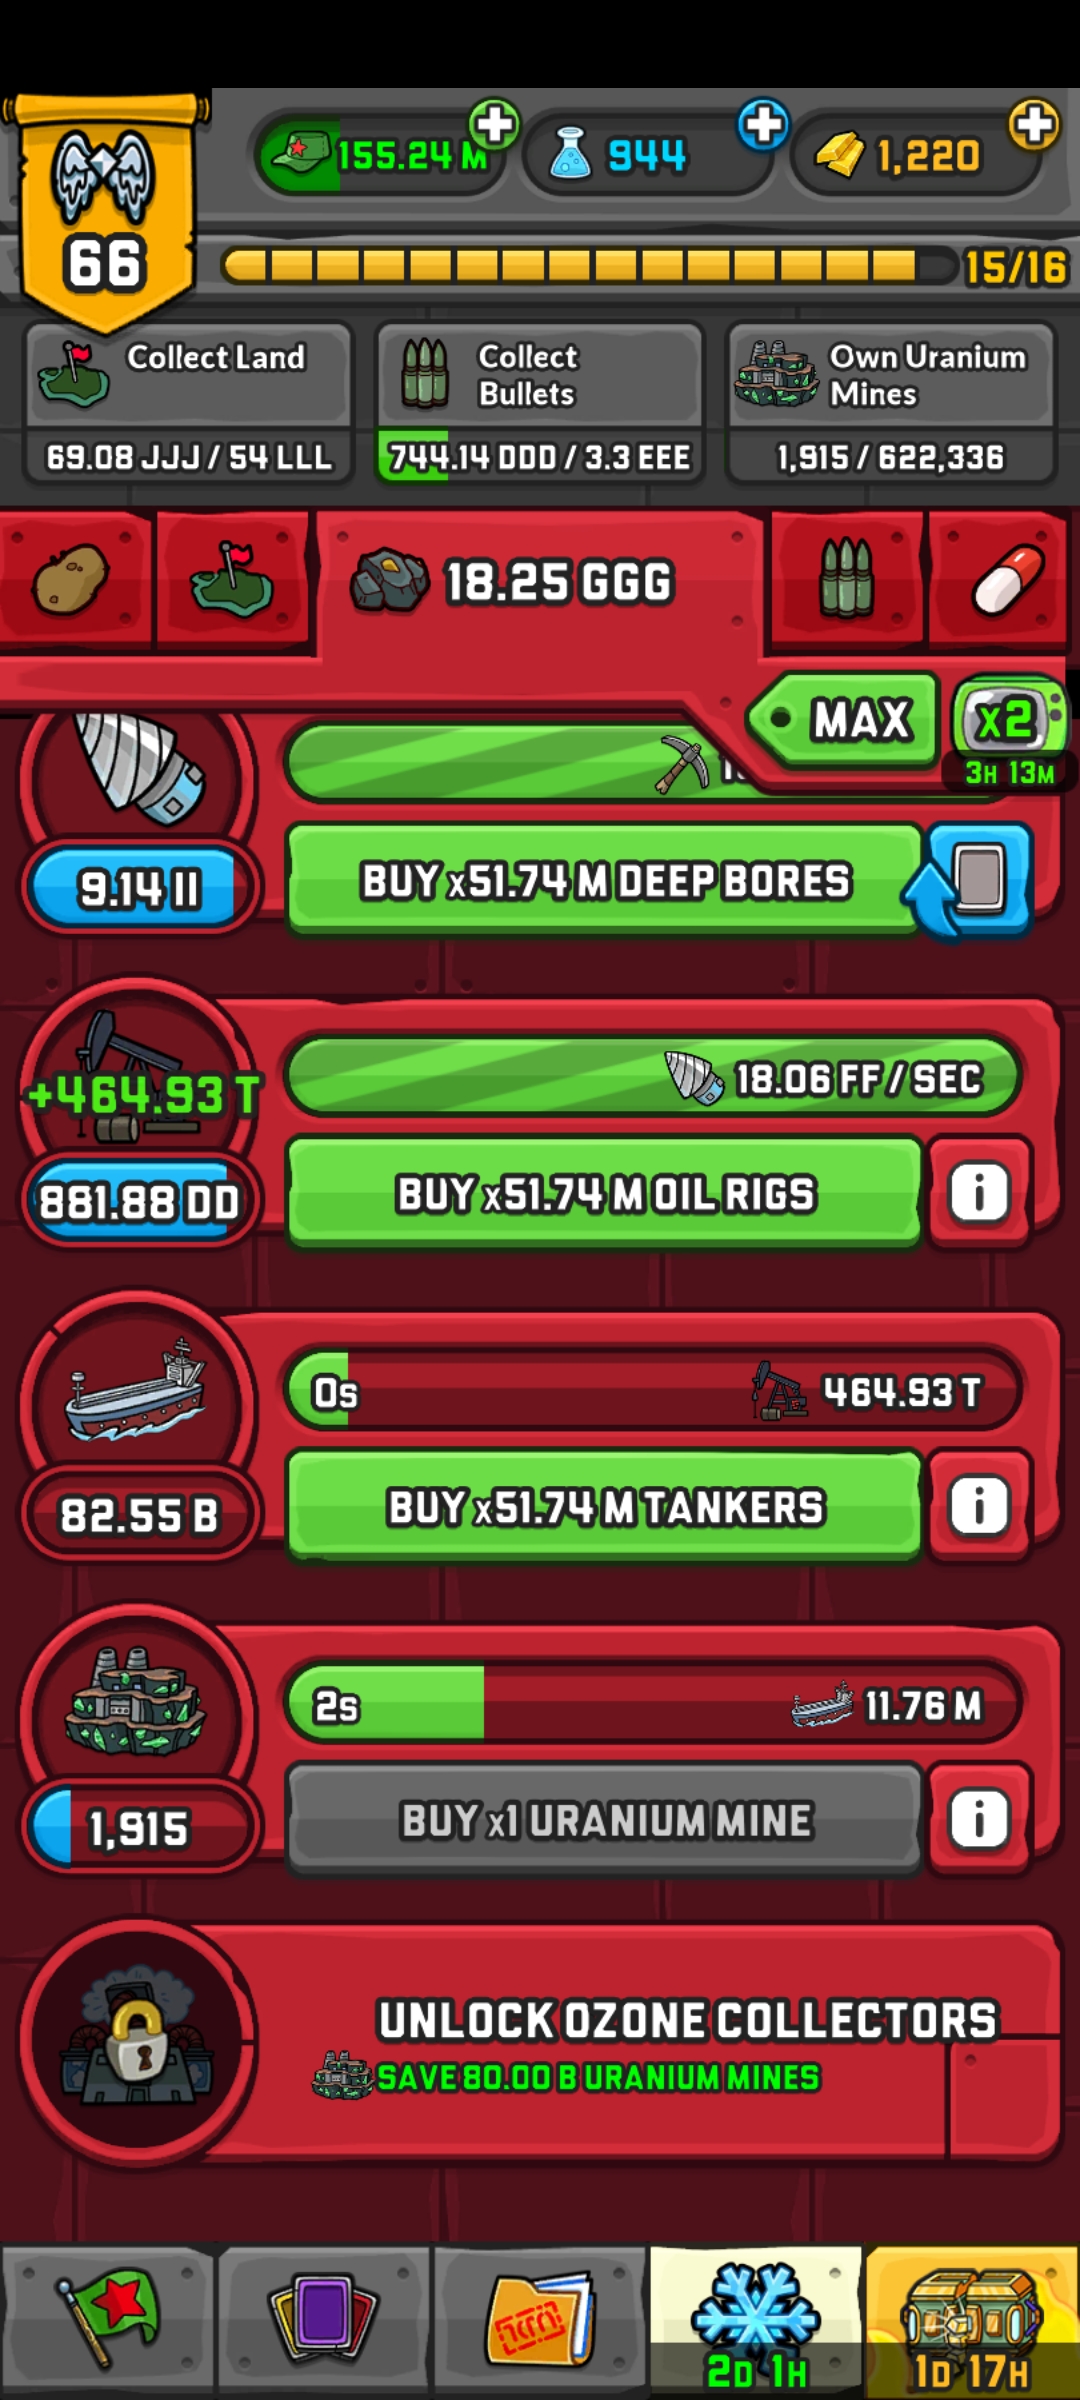 155.24 M
944
1,220
66
15/16
Collect Land
69.08 JJJ / 54 LLL
Collect
Bullets
744.14 DDD / 3.3 EEE
Own Uranium
Mines
1,915 / 622,336
18.25 GGG
MAX
x2
3H 13M
9.14 II
BUY x51.74 M DEEP BORES
+464.93 T
18.06 FF / SEC
881.88 DD
BUY x51.74 M OIL RIGS
i
0s
464.93 T
82.55 B
BUY x51.74 M TANKERS
i
2s
11.76 M
1,915
BUY x1 URANIUM MINE
i
UNLOCK OZONE COLLECTORS
SAVE 80.00 B URANIUM MINES
2D 1H
1D 17H